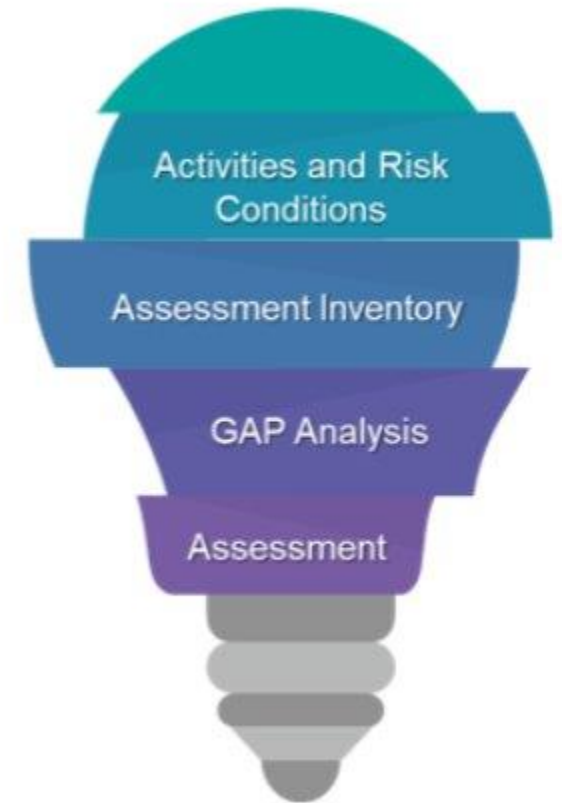 Activities and Risk
Conditions
Assessment Inventory
GAP Analysis
Assessment